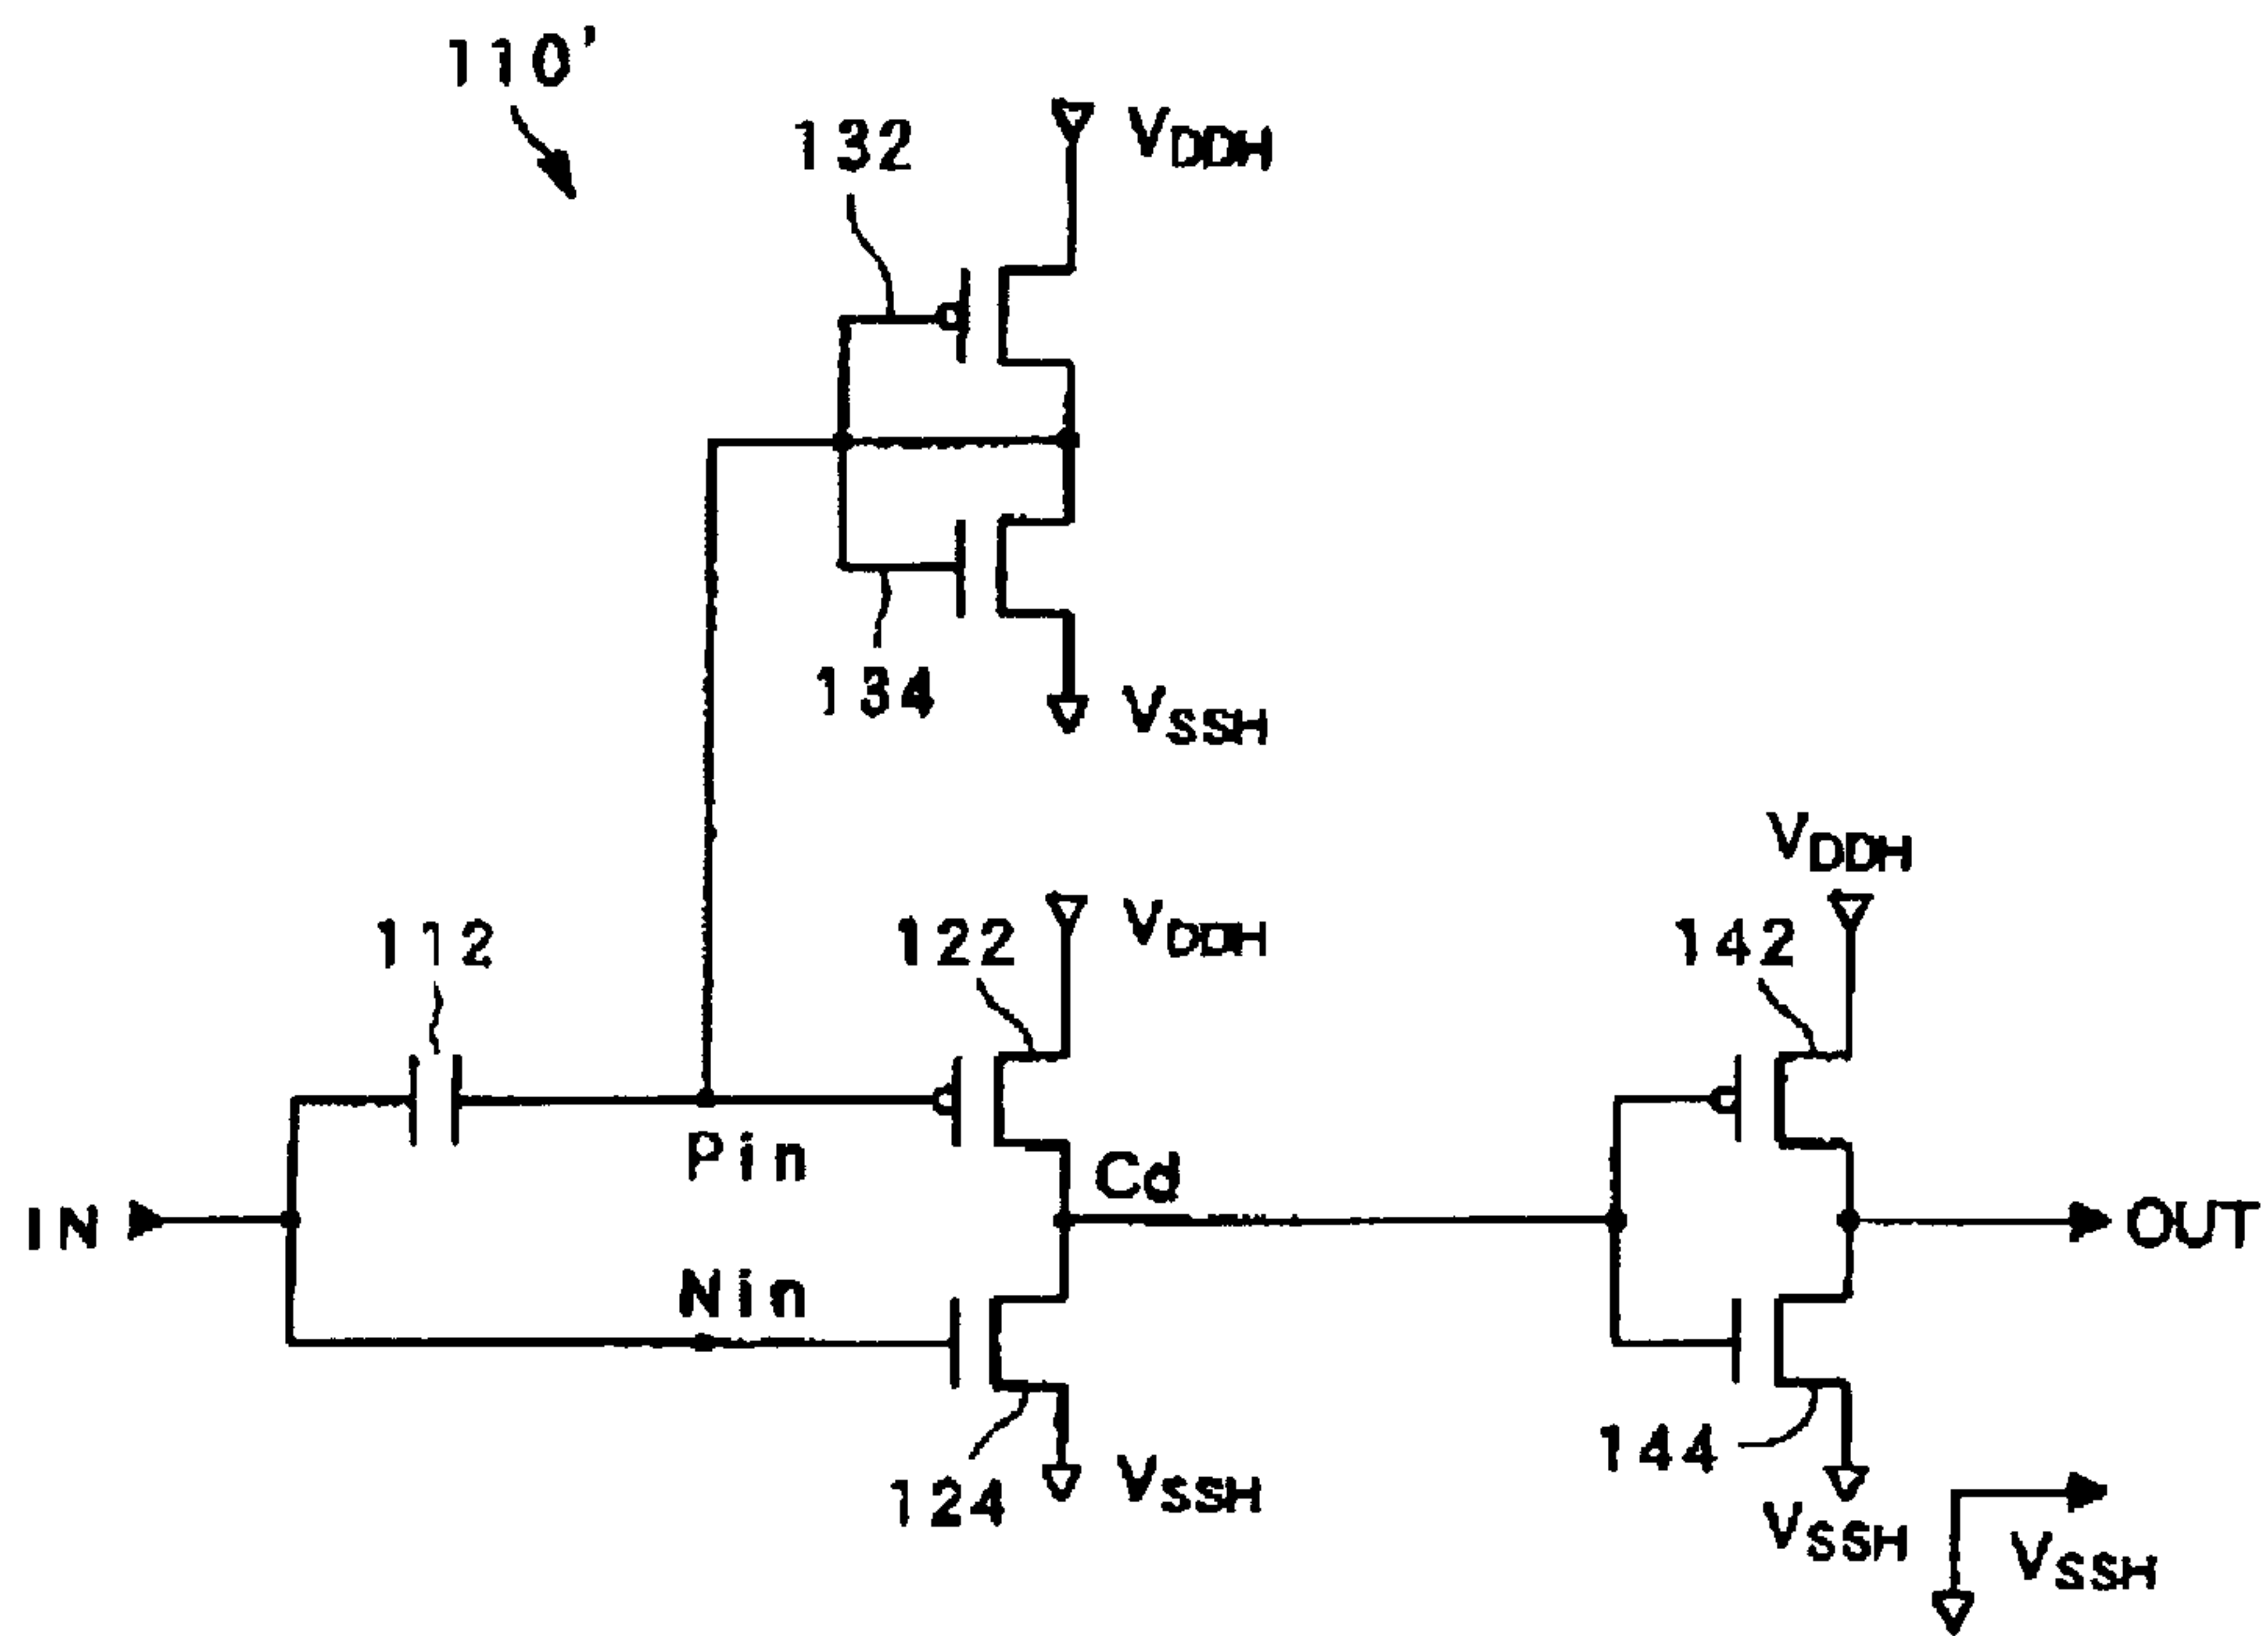 110'
132
VDDH
134
VSSH
VDDH
112
122
VDDH
142
Pin
Cd
IN
OUT
Nin
124
VSSH
144
VSSH
VSSH